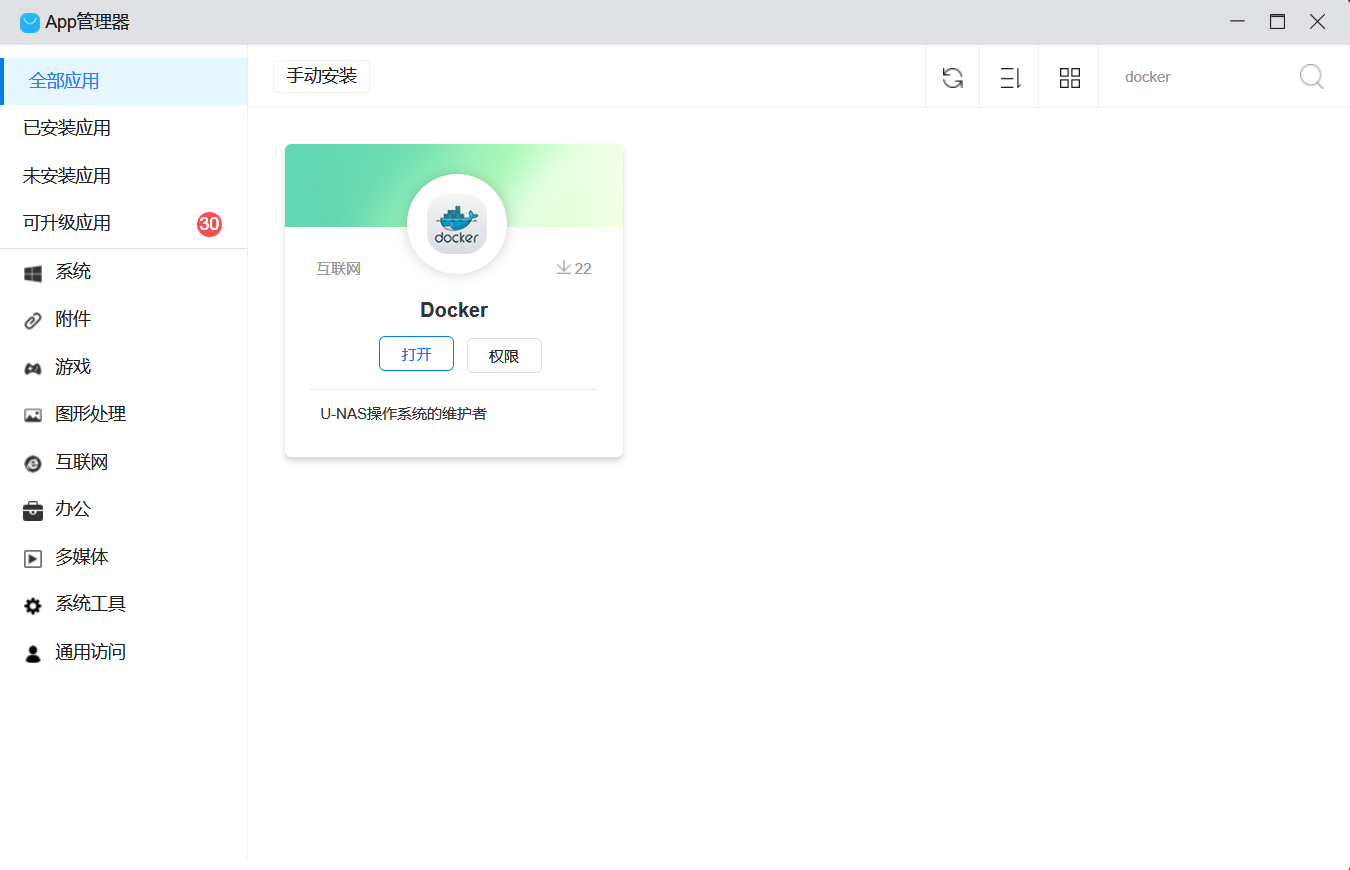 App管理器
全部应用
已安装应用
未安装应用
可升级应用 30
系统
附件
游戏
图形处理
互联网
办公
多媒体
系统工具
通用访问
手动安装
docker
docker
互联网 22
Docker
打开 权限
U-NAS操作系统的维护者